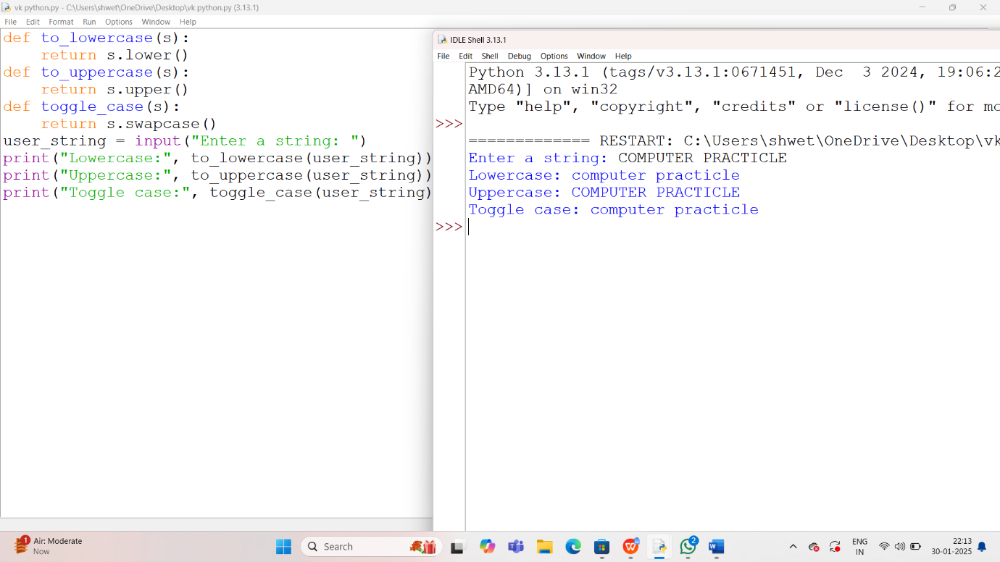 vk python.py - C:\Users\shwet\OneDrive\Desktop\vk python.py (3.13.1)
File Edit Format Run Options Window Help
def to_lowercase(s):
    return s.lower()
def to_uppercase(s):
    return s.upper()
def toggle_case(s):
    return s.swapcase()
user_string = input("Enter a string: ")
print("Lowercase:", to_lowercase(user_string))
print("Uppercase:", to_uppercase(user_string))
print("Toggle case:", toggle_case(user_string)
IDLE Shell 3.13.1
File Edit Shell Debug Options Window Help
Python 3.13.1 (tags/v3.13.1:0671451, Dec  3 2024, 19:06:2
AMD64)] on win32
Type "help", "copyright", "credits" or "license()" for mo
>>>
============= RESTART: C:\Users\shwet\OneDrive\Desktop\vk
Enter a string: COMPUTER PRACTICLE
Lowercase: computer practicle
Uppercase: COMPUTER PRACTICLE
Toggle case: computer practicle
>>>
1
Air: Moderate
Now
Search
2
ENG
IN
22:13
30-01-2025